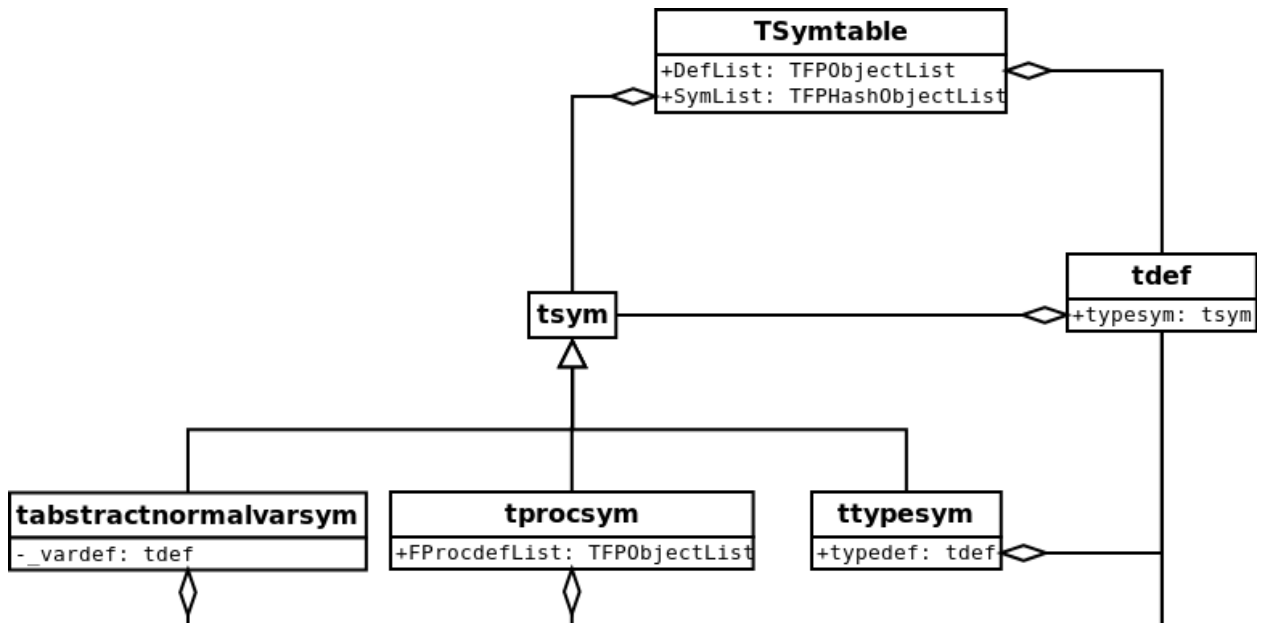 TSymtable
+DefList: TFPObjectList
+SymList: TFPHashObjectList
tdef
+typesym: tsym
tsym
tabstractnormalvarsym
-_vardef: tdef
tprocsym
+FProcdefList: TFPObjectList
ttypesym
+typedef: tdef